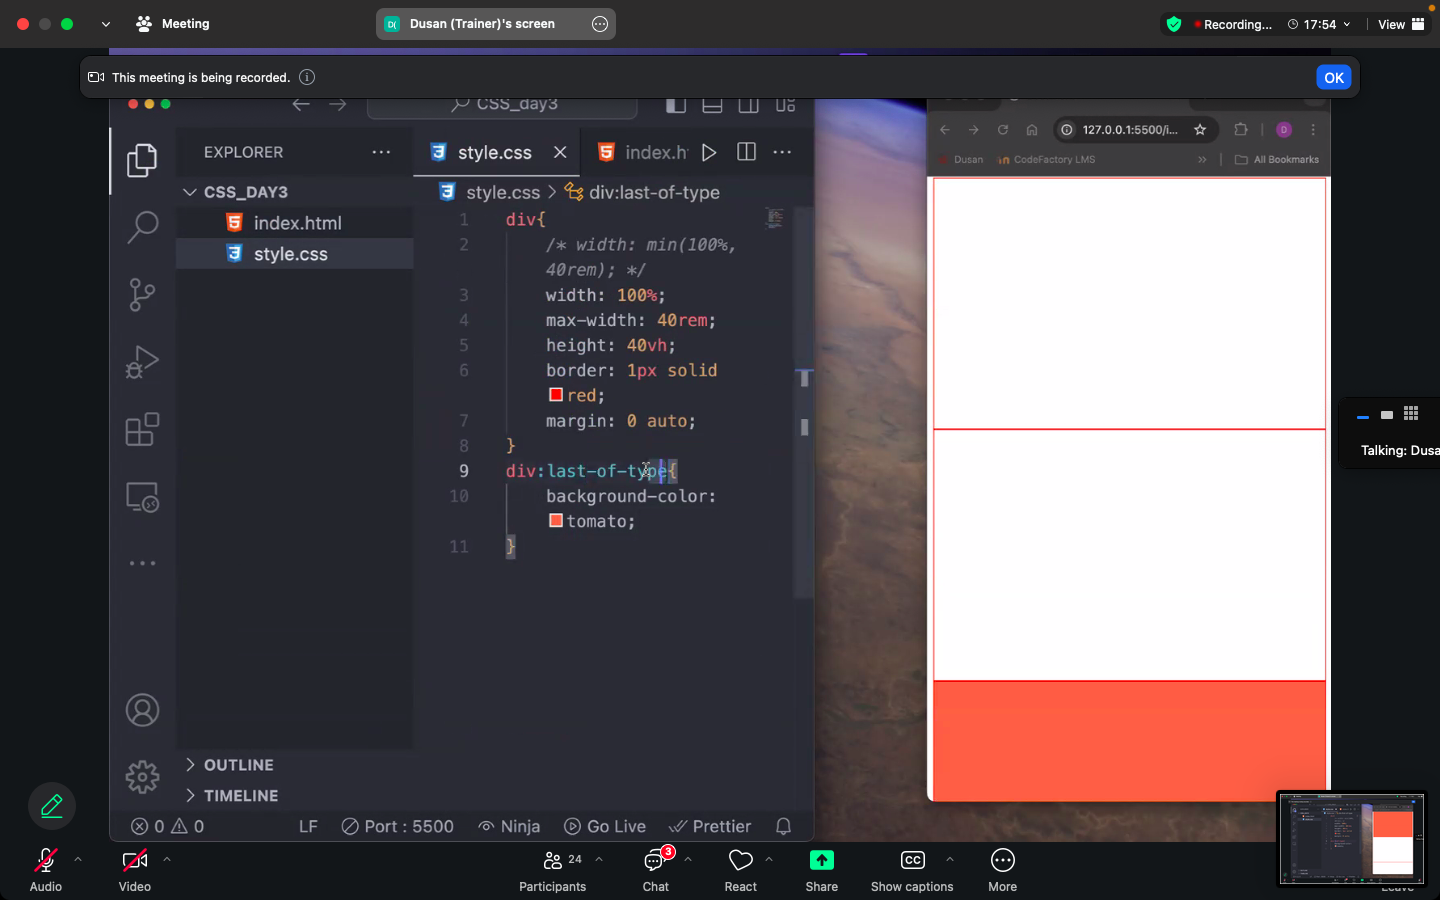 Meeting
Dusan (Trainer)'s screen
Recording...
17:54
View
This meeting is being recorded.
OK
CSS_day3
EXPLORER
style.css
index.h
127.0.0.1:5500/i...
D
Dusan
CodeFactory LMS
All Bookmarks
CSS_DAY3
style.css > div:last-of-type
index.html
style.css
1 div{
2 /* width: min(100%,
40rem); */
3 width: 100%;
4 max-width: 40rem;
5 height: 40vh;
6 border: 1px solid
red;
7 margin: 0 auto;
8 }
9 div:last-of-type{
10 background-color:
tomato;
11 }
Talking: Dusa
OUTLINE
TIMELINE
0 0
LF
Port : 5500
Ninja
Go Live
Prettier
Audio
Video
24
Participants
3
Chat
React
Share
CC
Show captions
More
Leave